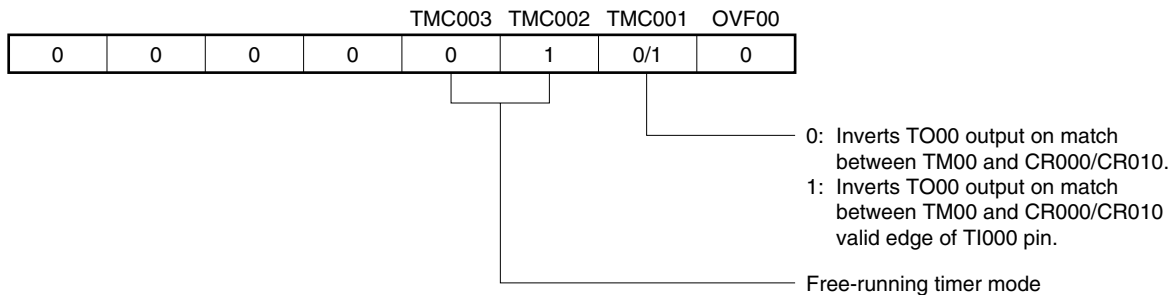 TMC003 TMC002 TMC001 OVF00
0 0 0 0 0 1 0/1 0
0: Inverts TO00 output on match
between TM00 and CR000/CR010.
1: Inverts TO00 output on match
between TM00 and CR000/CR010
valid edge of TI000 pin.
Free-running timer mode